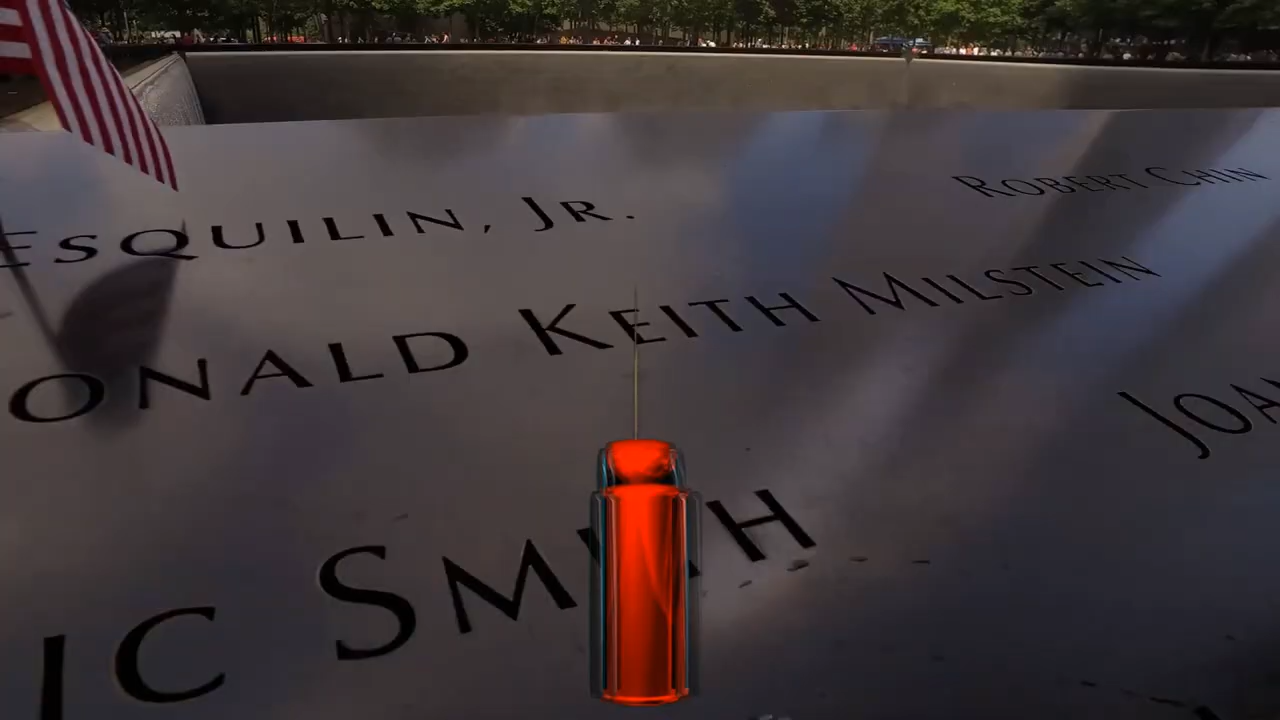 ESQUILIN, JR.
ROBERT CHIN
ONALD KEITH MILSTEIN
JOA
IC SM H